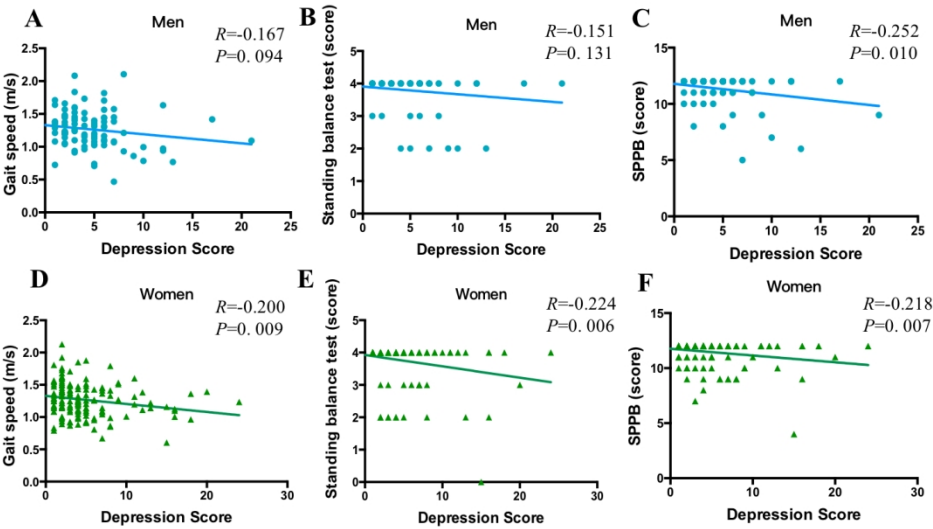 A
Men
R=-0.167
P=0. 094
Gait speed (m/s)
2.5
2.0
1.5
1.0
0.5
0.0
0 5 10 15 20 25
Depression Score
B
Men
R=-0.151
P=0. 131
Standing balance test (score)
5
4
3
2
1
0
0 5 10 15 20 25
Depression Score
C
Men
R=-0.252
P=0. 010
SPPB (score)
15
10
5
0
0 5 10 15 20 25
Depression Score
D
Women
R=-0.200
P=0. 009
Gait speed (m/s)
2.5
2.0
1.5
1.0
0.5
0.0
0 10 20 30
Depression Score
E
Women
R=-0.224
P=0. 006
Standing balance test (score)
5
4
3
2
1
0
0 10 20 30
Depression Score
F
Women
R=-0.218
P=0. 007
SPPB (score)
15
10
5
0
0 10 20 30
Depression Score